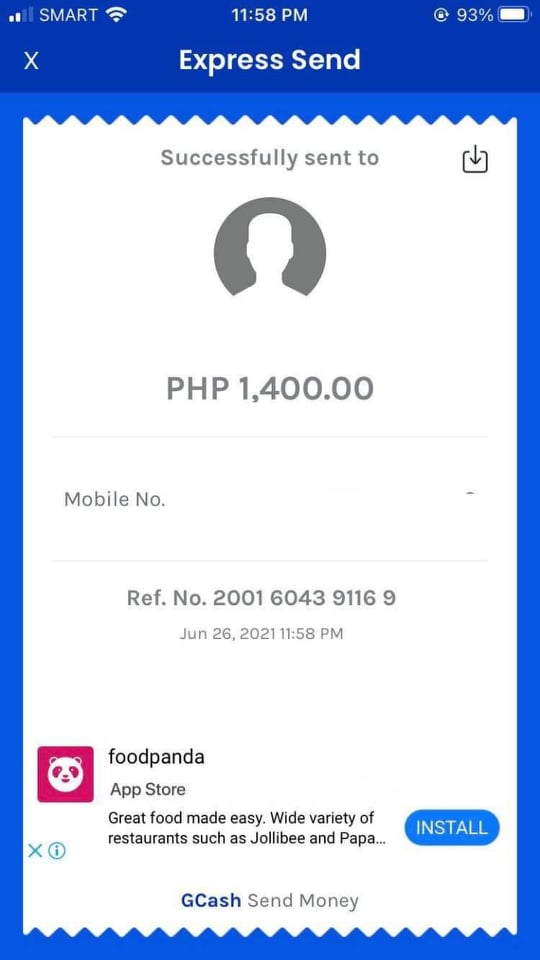 SMART 11:58 PM 93%
X Express Send
Successfully sent to
PHP 1,400.00
Mobile No.
Ref. No. 2001 6043 9116 9
Jun 26, 2021 11:58 PM
foodpanda
App Store
Great food made easy. Wide variety of
restaurants such as Jollibee and Papa...
INSTALL
GCash Send Money